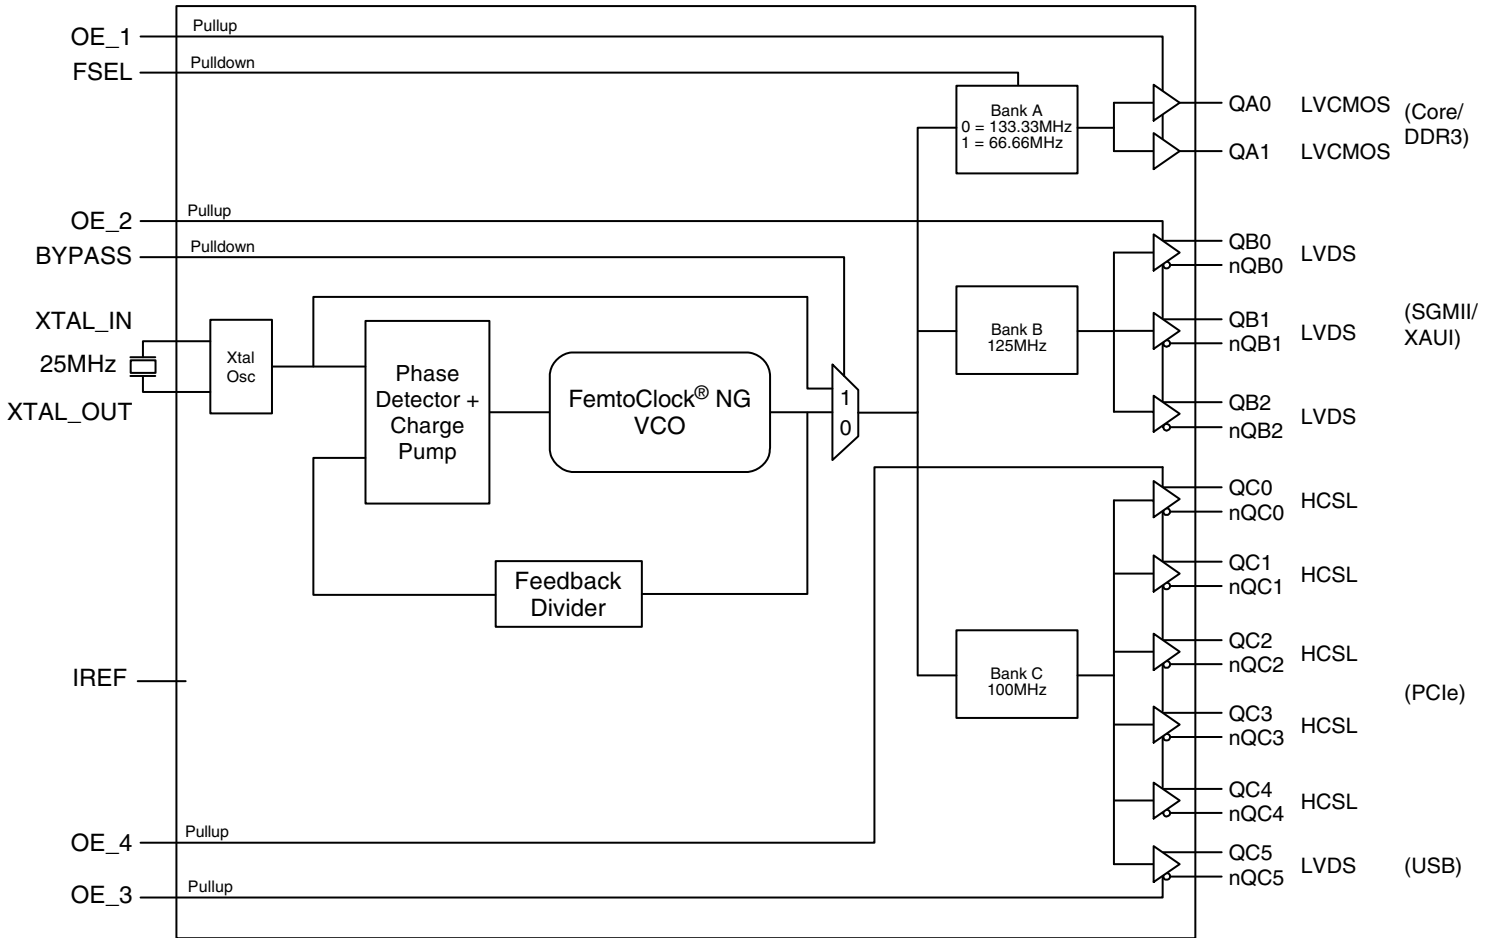 OE_1
Pullup
FSEL
Pulldown
Bank A
0 = 133.33MHz
1 = 66.66MHz
QA0 LVCMOS
QA1 LVCMOS
(Core/
DDR3)
OE_2
Pullup
BYPASS
Pulldown
QB0
nQB0
LVDS
XTAL_IN
25MHz
XTAL_OUT
Xtal
Osc
Phase
Detector +
Charge
Pump
FemtoClock® NG
VCO
1
0
Bank B
125MHz
QB1
nQB1
LVDS
(SGMII/
XAUI)
QB2
nQB2
LVDS
Feedback
Divider
QC0
nQC0
HCSL
QC1
nQC1
HCSL
IREF
Bank C
100MHz
QC2
nQC2
HCSL
(PCIe)
QC3
nQC3
HCSL
QC4
nQC4
HCSL
OE_4
Pullup
QC5
nQC5
LVDS
(USB)
OE_3
Pullup